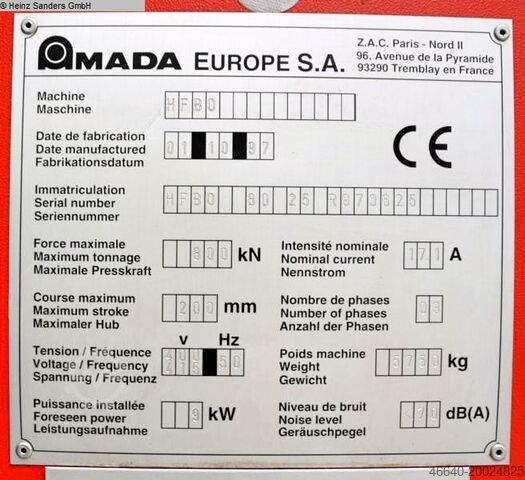 © Heinz Sanders GmbH
AMADA EUROPE S.A.
Z.A.C. Paris - Nord II
96, Avenue de la Pyramide
93290 Tremblay en France
Machine
Maschine
HFBO
Date de fabrication
Date manufactured
Fabrikationsdatum
01 10 97
CE
Immatriculation
Serial number
Seriennummer
HFBO 80 25 R870625
Force maximale
Maximum tonnage
Maximale Presskraft
800 kN
Intensité nominale
Nominal current
Nennstrom
17.1 A
Course maximum
Maximum stroke
Maximaler Hub
200 mm
Nombre de phases
Number of phases
Anzahl der Phasen
03
Tension / Fréquence
Voltage / Frequency
Spannung / Frequenz
V Hz
400
415 50
Poids machine
Weight
Gewicht
5750 kg
Puissance installée
Foreseen power
Leistungsaufnahme
9 kW
Niveau de bruit
Noise level
Geräuschpegel
<70 dB(A)
46640-20024825